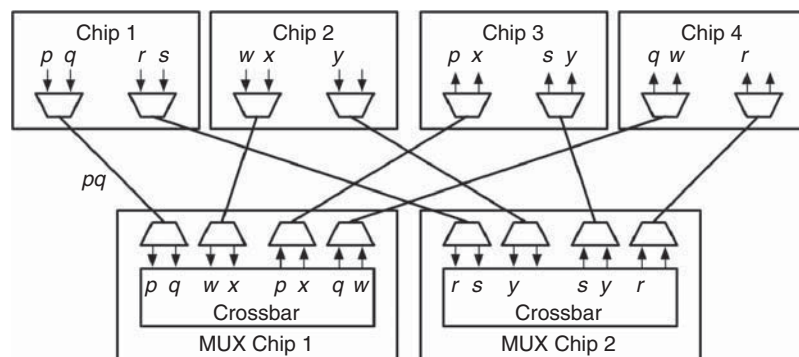 Chip 1 Chip 2 Chip 3 Chip 4
p q r s w x y p x s y q w r
pq
p q w x p x q w r s y s y r
Crossbar Crossbar
MUX Chip 1 MUX Chip 2